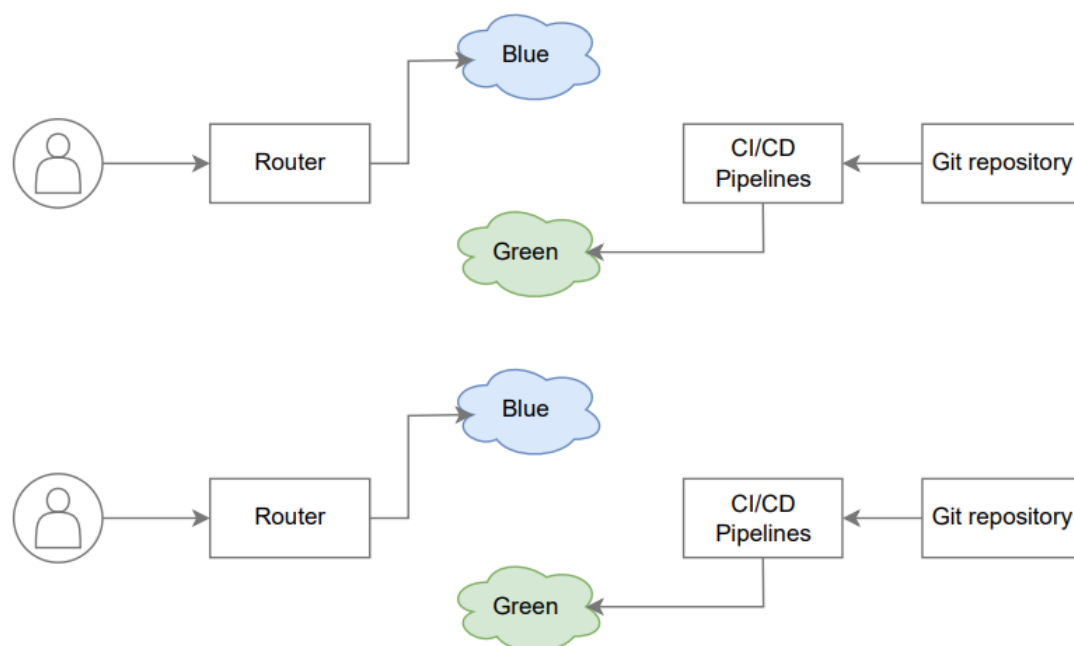 Blue
Router
CI/CD
Pipelines
Git repository
Green
Blue
Router
CI/CD
Pipelines
Git repository
Green